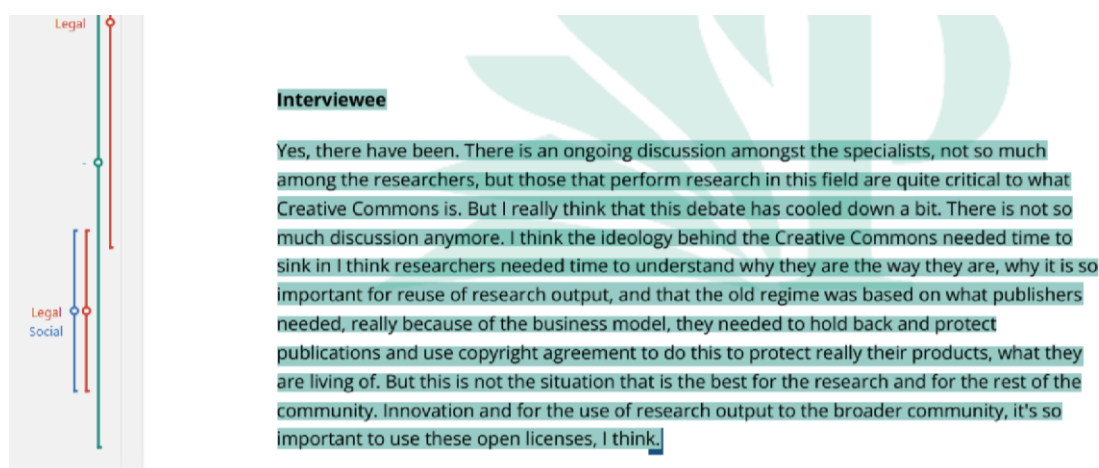 Legal
Interviewee
Yes, there have been. There is an ongoing discussion amongst the specialists, not so much
-
among the researchers, but those that perform research in this field are quite critical to what
Creative Commons is. But I really think that this debate has cooled down a bit. There is not so
much discussion anymore. I think the ideology behind the Creative Commons needed time to
sink in I think researchers needed time to understand why they are the way they are, why it is so
important for reuse of research output, and that the old regime was based on what publishers
Legal
needed, really because of the business model, they needed to hold back and protect
Social
publications and use copyright agreement to do this to protect really their products, what they
are living of. But this is not the situation that is the best for the research and for the rest of the
community. Innovation and for the use of research output to the broader community, it's so
important to use these open licenses, I think.